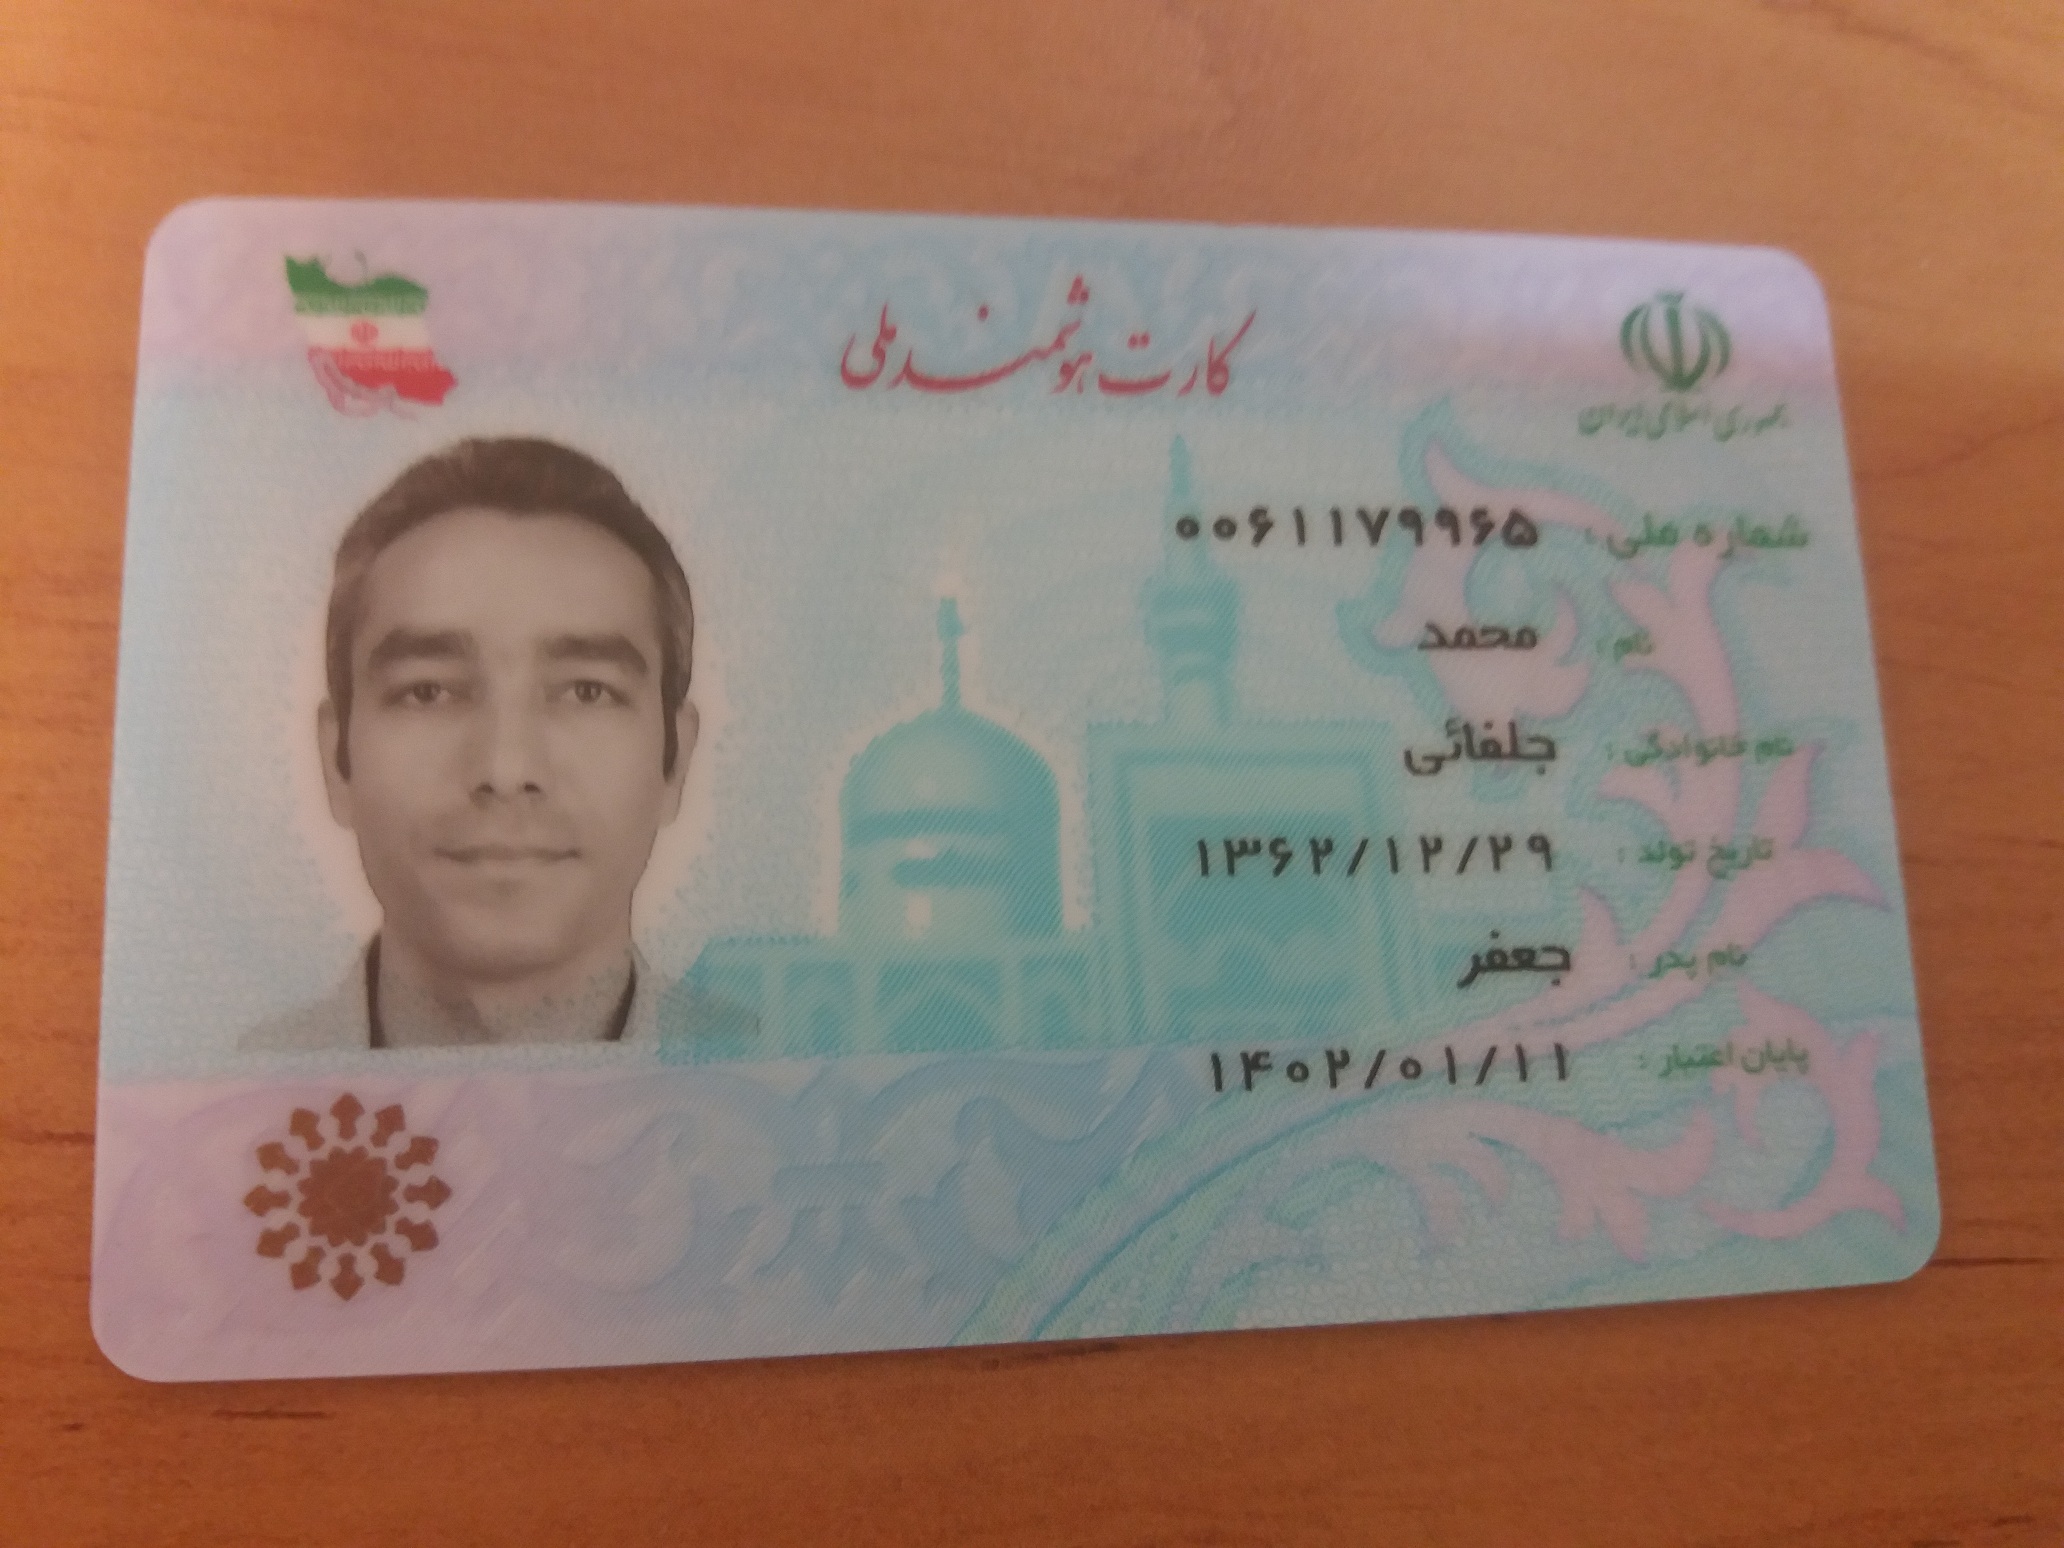 کارت هوشمند ملی
جمهوری اسلامی ایران
شماره ملی: ۰۰۶۱۱۷۹۹۶۵
نام: محمد
نام خانوادگی: جلفائی
تاریخ تولد: ۱۳۶۲/۱۲/۲۹
نام پدر: جعفر
پایان اعتبار: ۱۴۰۲/۰۱/۱۱